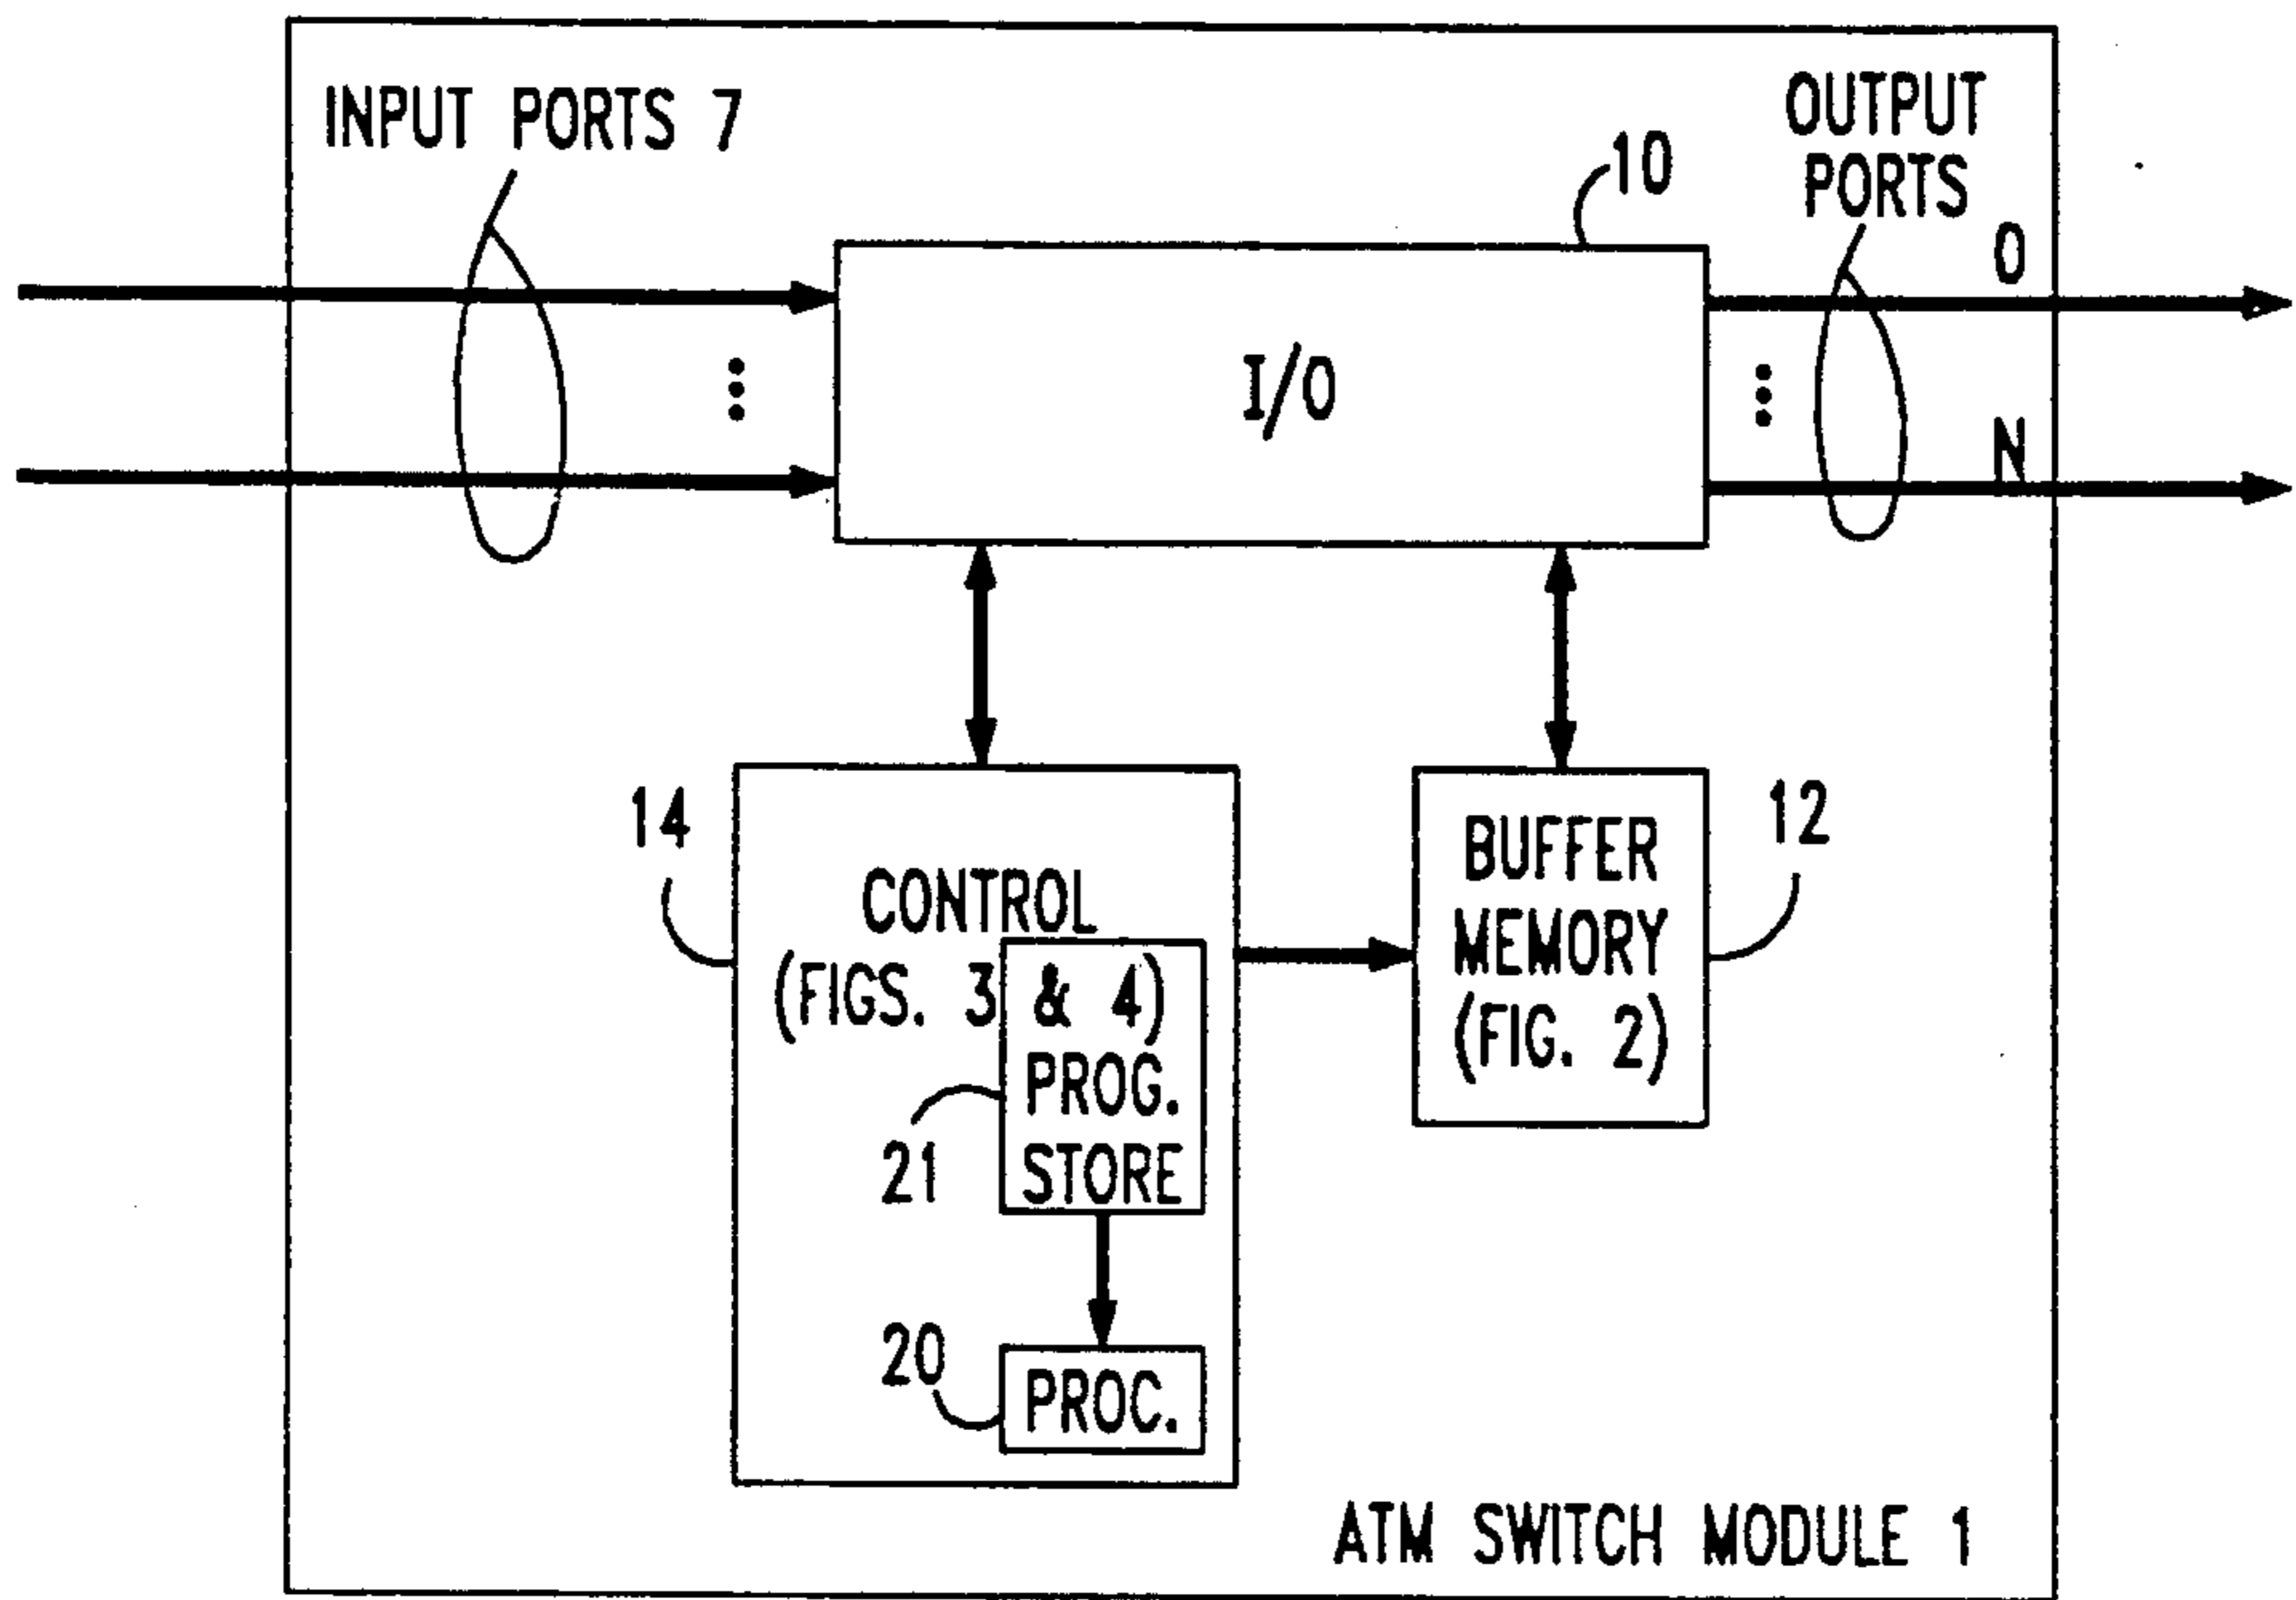 INPUT PORTS 7
OUTPUT
PORTS
10
0
I/O
N
14
CONTROL
(FIGS. 3 & 4)
PROG.
STORE
21
20
PROC.
BUFFER
MEMORY
(FIG. 2)
12
ATM SWITCH MODULE 1